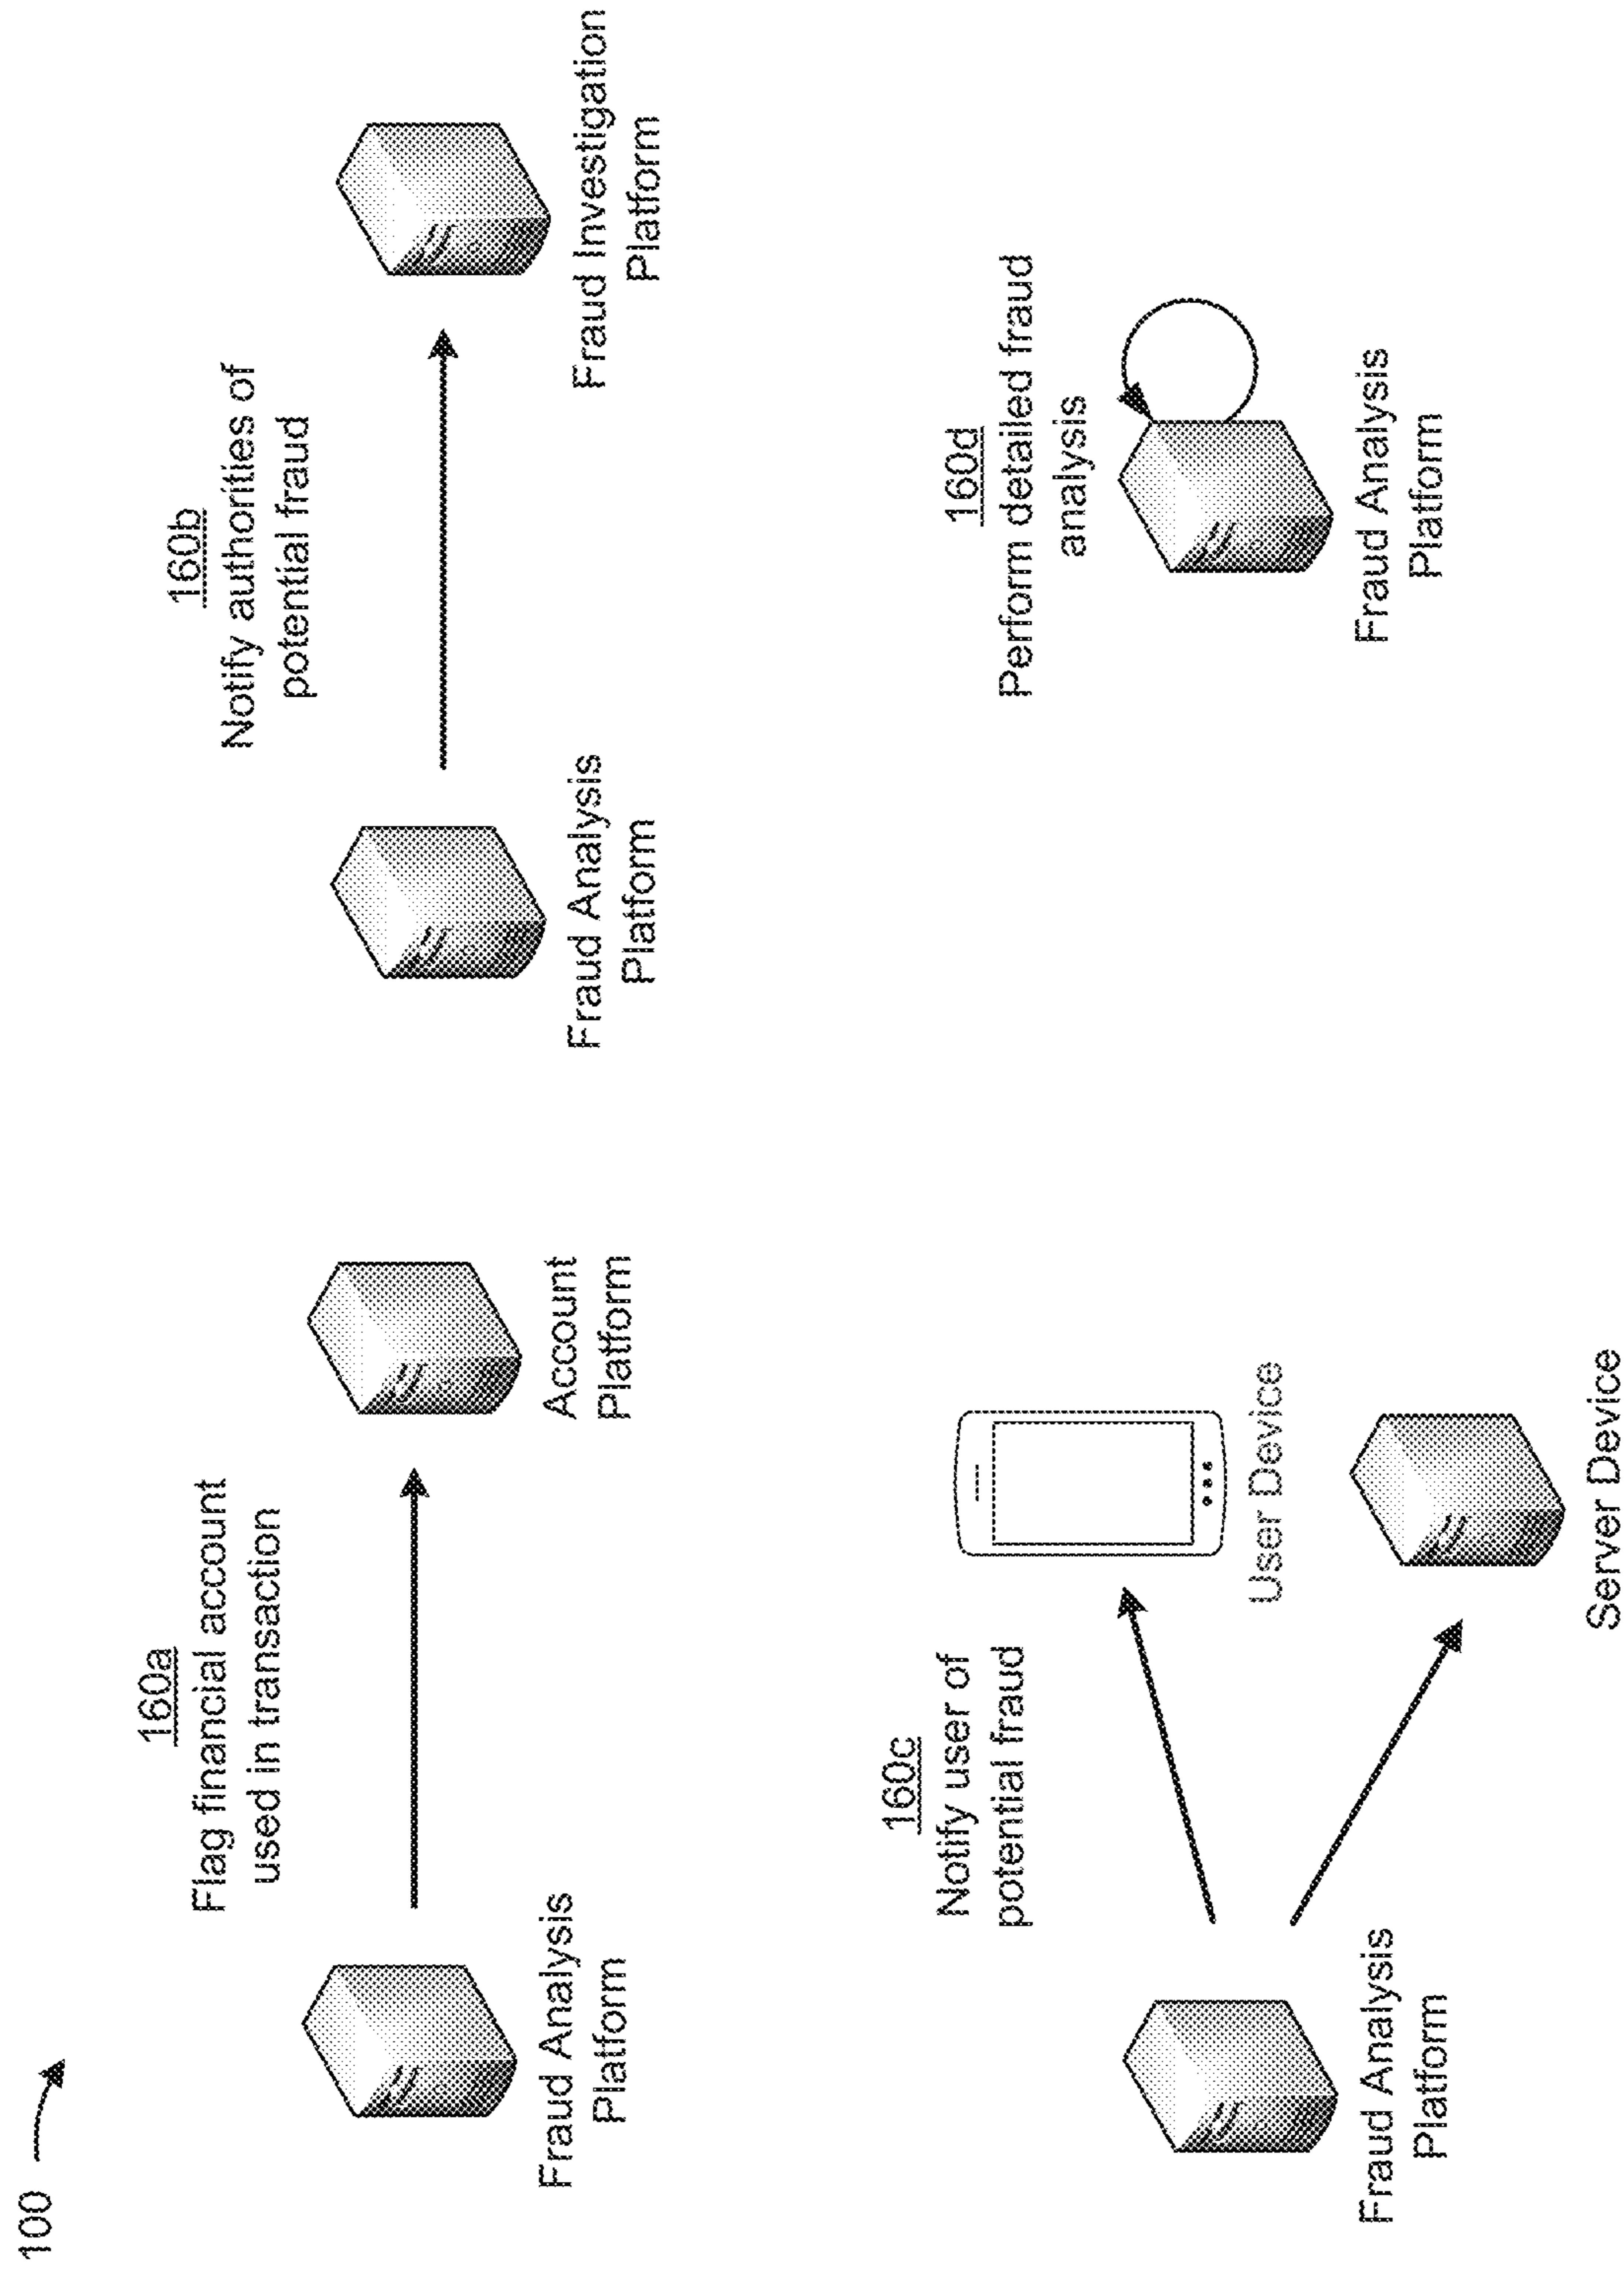 100
160a
Flag financial account
used in transaction
Fraud Analysis
Platform
Account
Platform
160b
Notify authorities of
potential fraud
Fraud Analysis
Platform
Fraud Investigation
Platform
160c
Notify user of
potential fraud
Fraud Analysis
Platform
User Device
Server Device
160d
Perform detailed fraud
analysis
Fraud Analysis
Platform